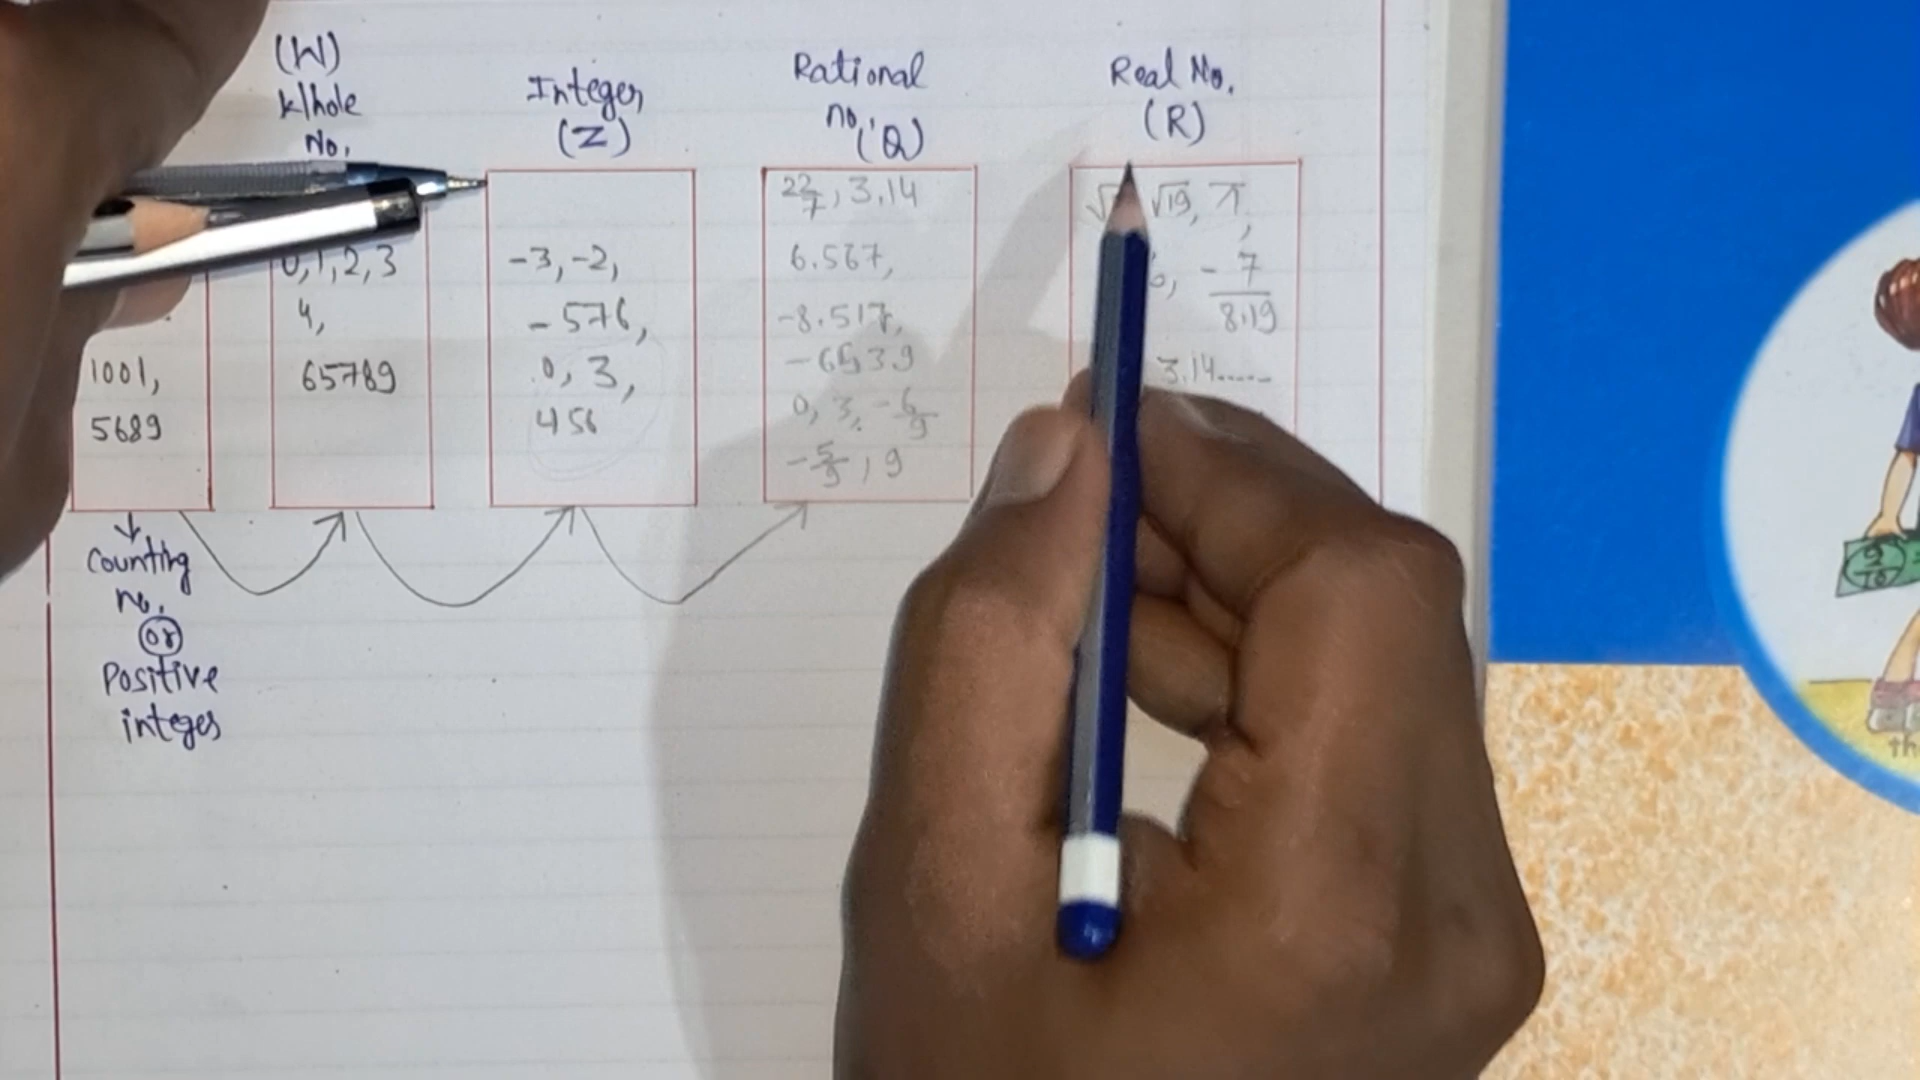 (W)
Whole
No.
Integer
(Z)
Rational
no. (Q)
Real No.
(R)
1001,
5689
0,1,2,3
4,
65789
-3, -2,
- 576,
0, 3,
456
22/7, 3.14
6.567,
-8.517,
0, 3, -6/9
-5/9, 9
√19, π,
- 7/8.19
3.14.....
Counting
no.
or
Positive
integes
th